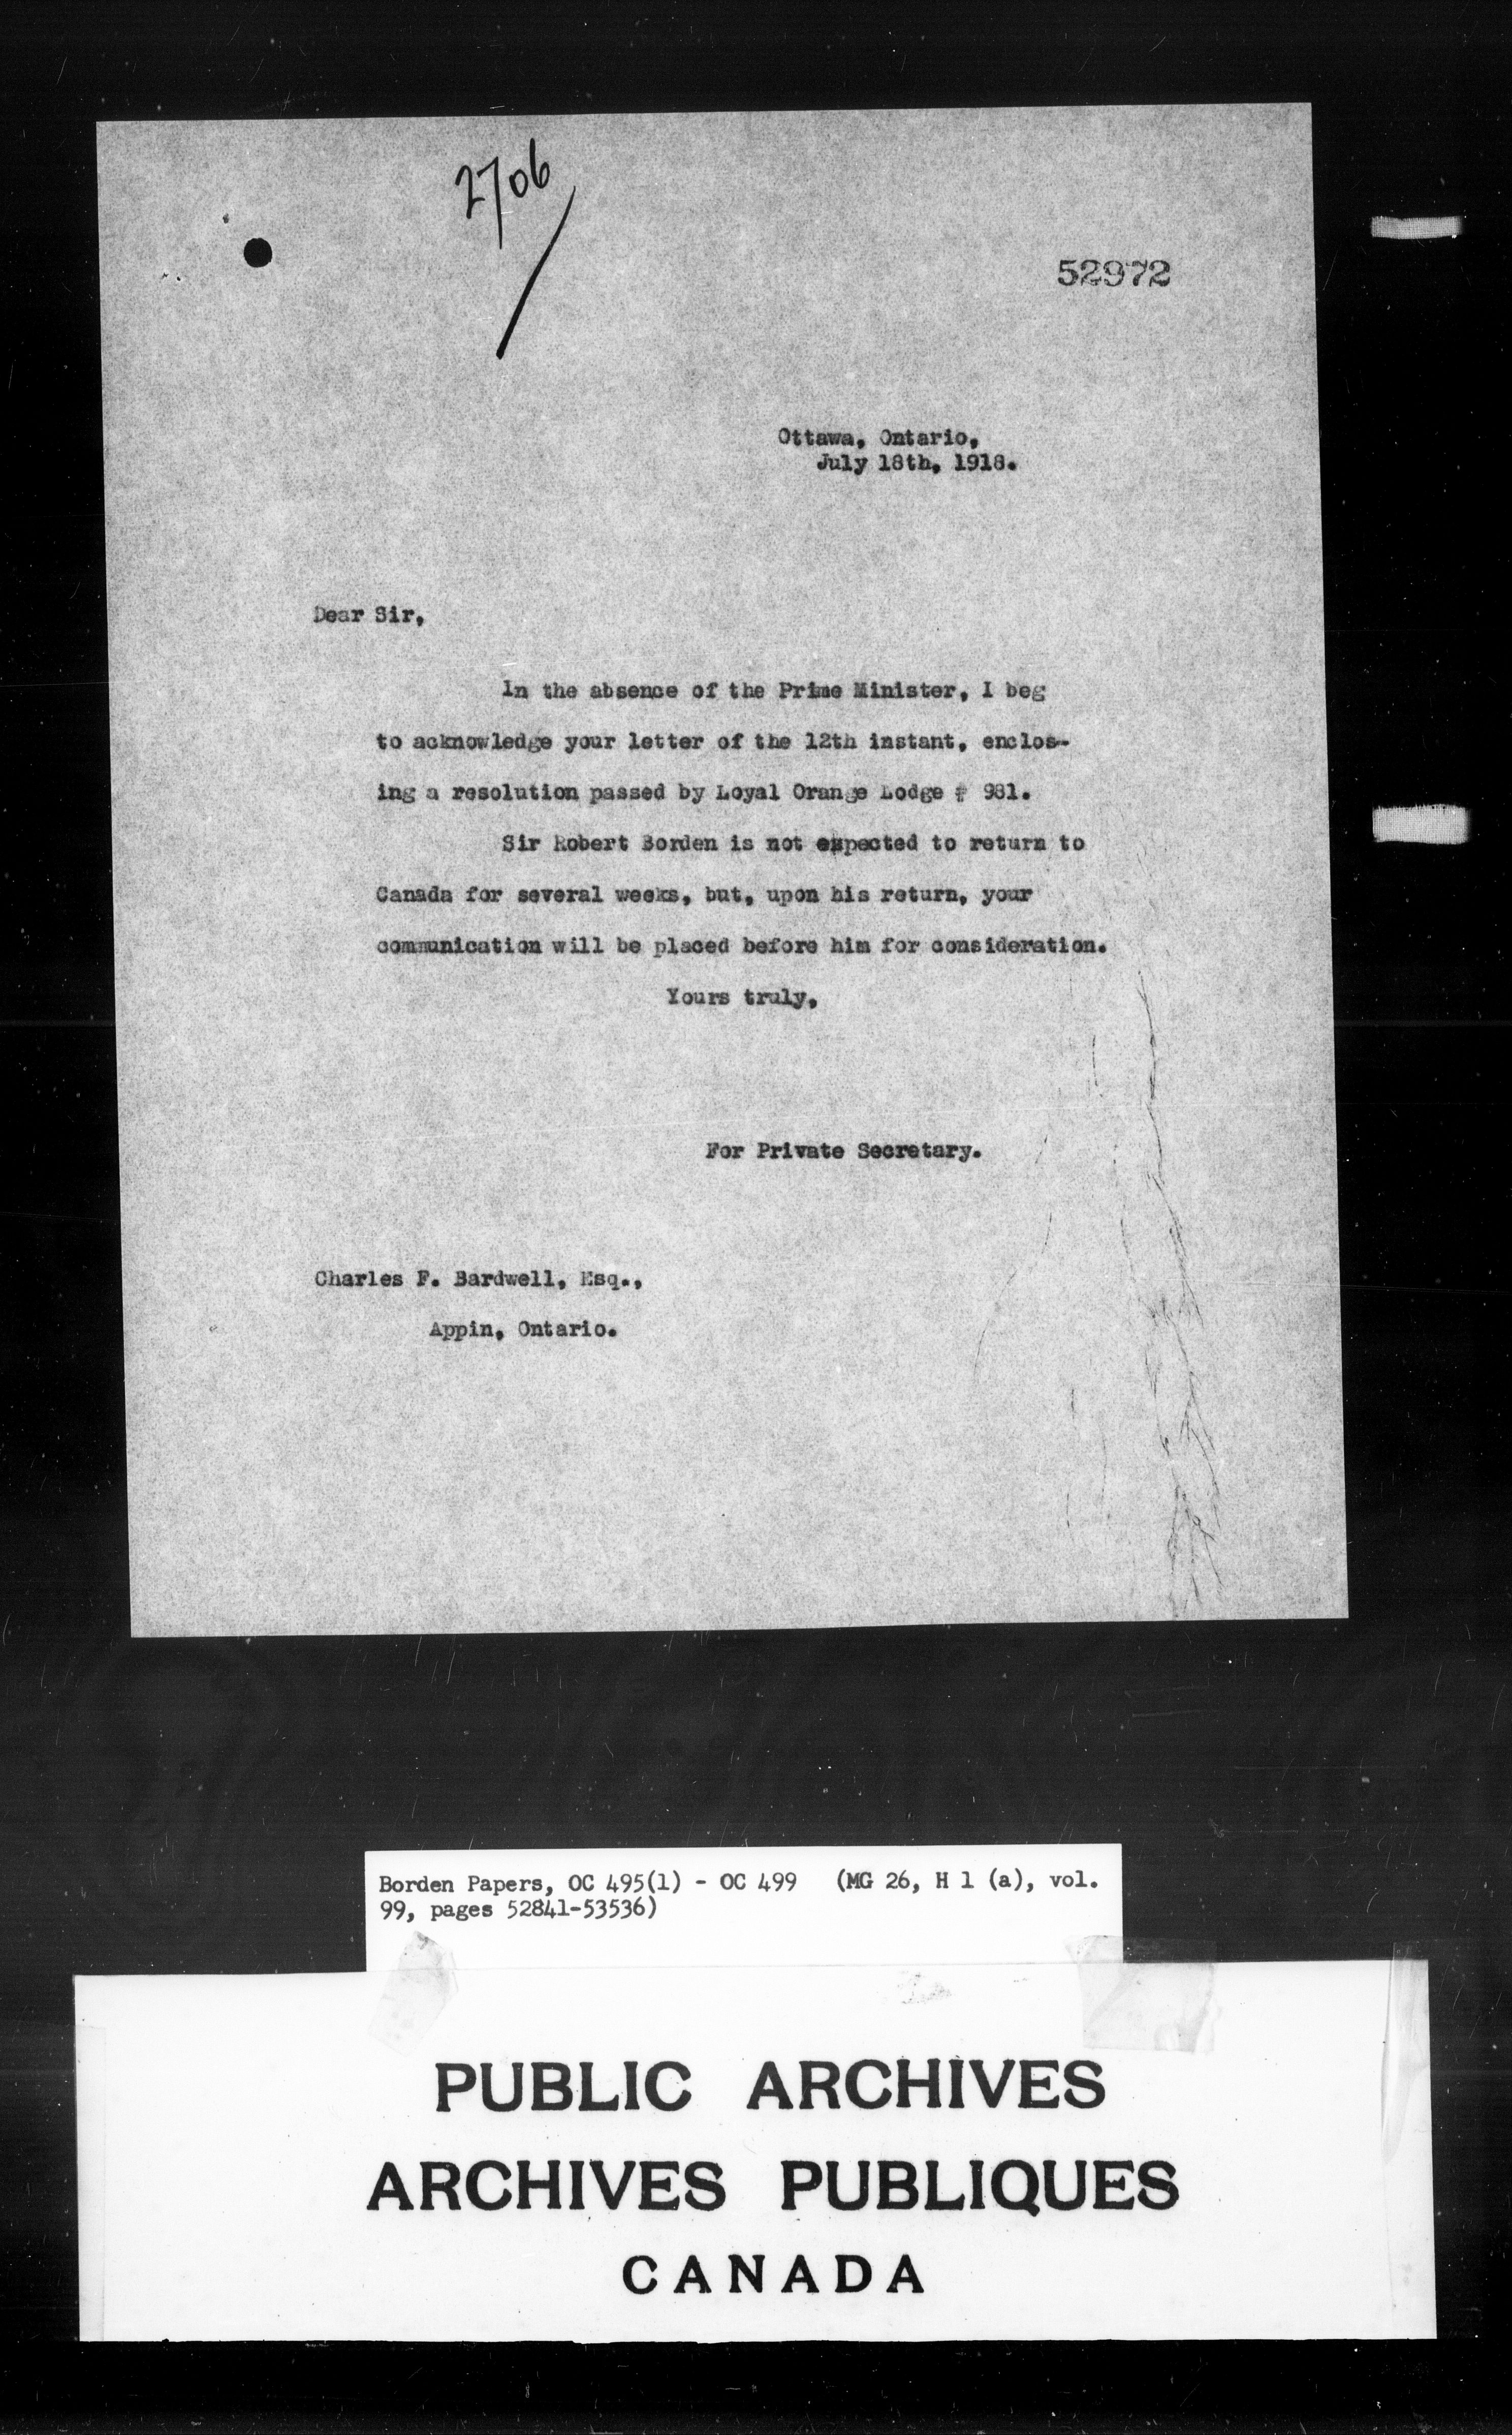 2706
52972
Ottawa, Ontario,
July 18th, 1918.
Dear Sir,
In the absence of the Prime Minister, I beg
to acknowledge your letter of the 12th instant, enclos-
ing a resolution passed by Loyal Orange Lodge # 981.
Sir Robert Borden is not expected to return to
Canada for several weeks, but, upon his return, your
communication will be placed before him for consideration.
Yours truly,
For Private Secretary.
Charles F. Bardwell, Esq.,
Appin, Ontario.
Borden Papers, OC 495(1) - OC 499 (MG 26, H 1 (a), vol.
99, pages 52841-53536)
PUBLIC ARCHIVES
ARCHIVES PUBLIQUES
CANADA